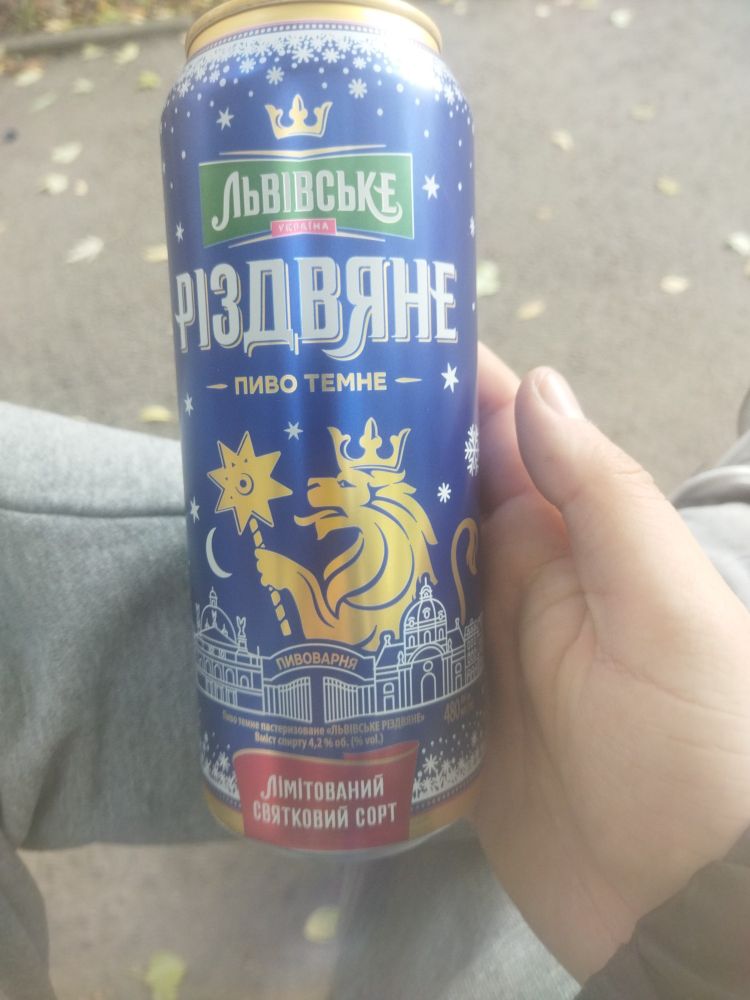 ЛЬВІВСЬКЕ
УКРАЇНА
РІЗДВЯНЕ
ПИВО ТЕМНЕ
ПИВОВАРНЯ
Пиво темне пастеризоване «ЛЬВІВСЬКЕ РІЗДВЯНЕ»
Вміст спирту 4,2 % об. (% vol.)
480
ЛІМІТОВАНИЙ
СВЯТКОВИЙ СОРТ